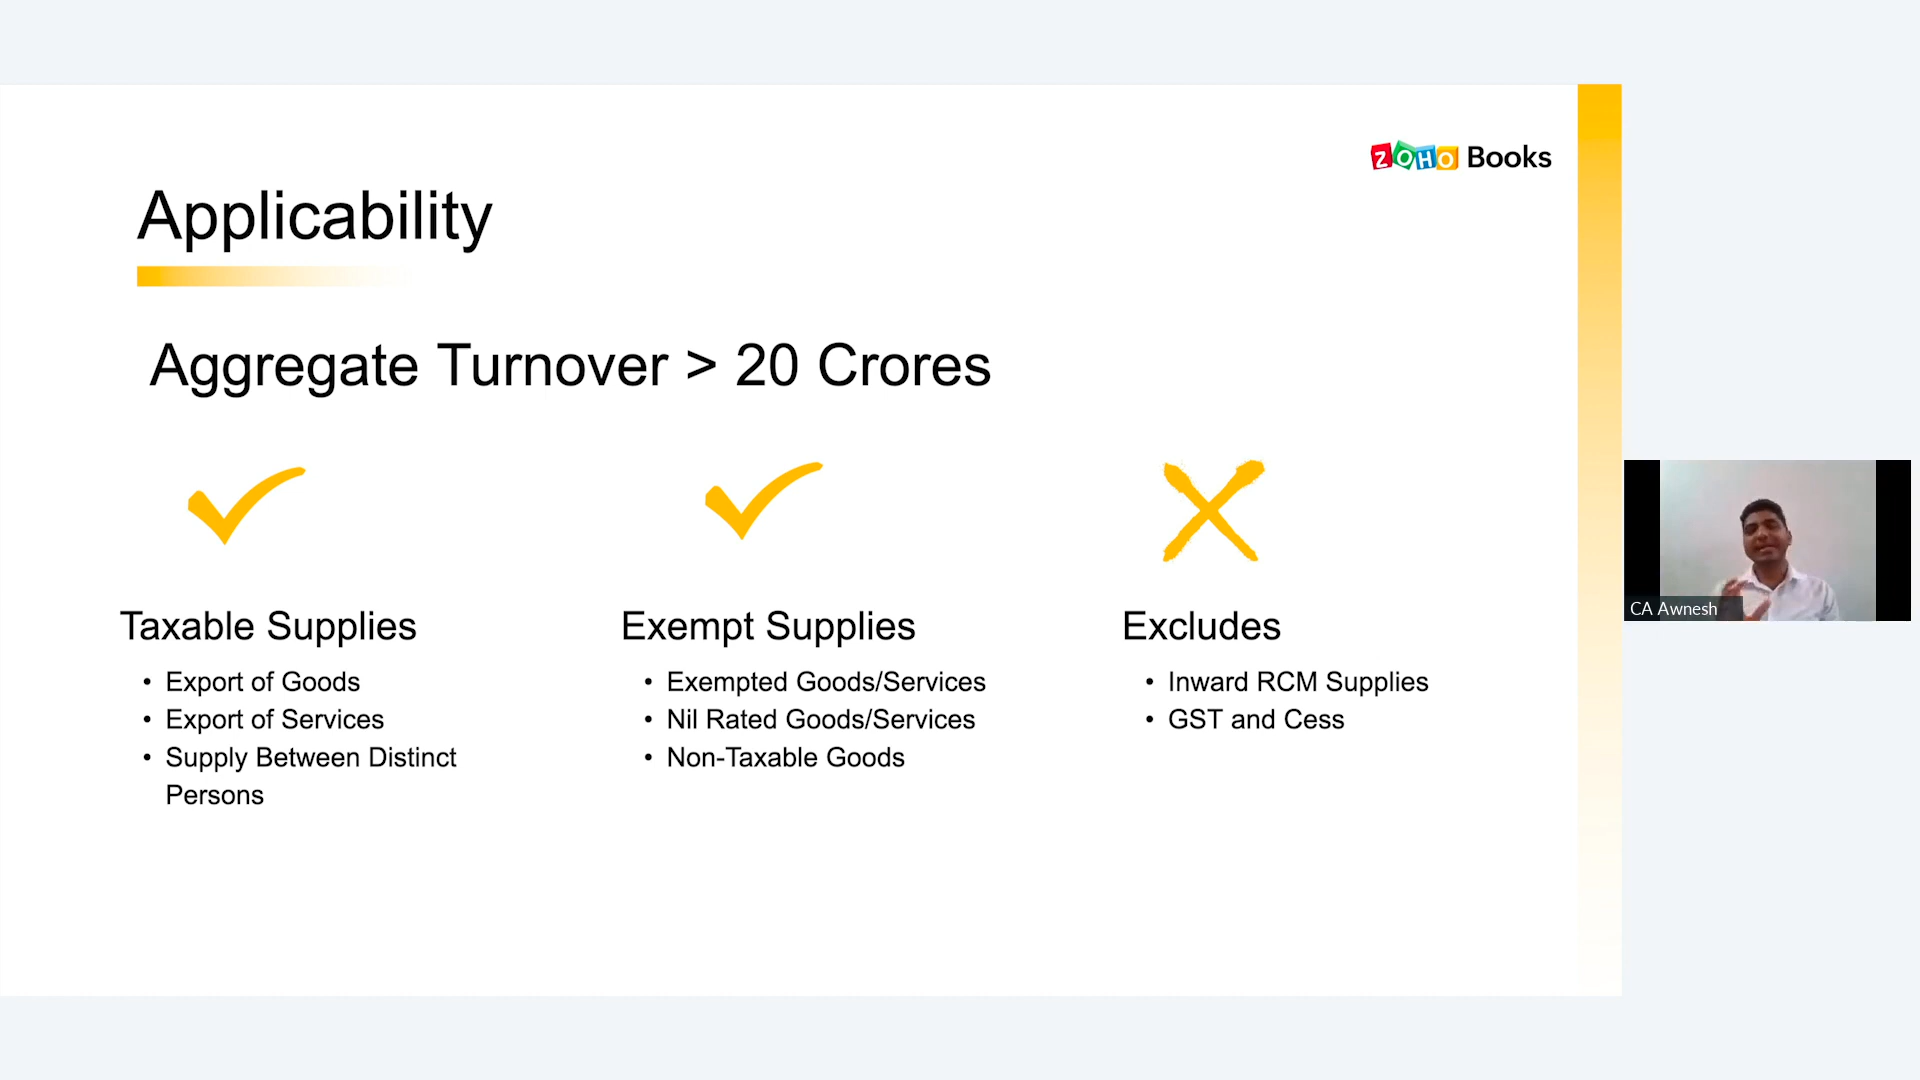 ZOHO Books
Applicability
Aggregate Turnover > 20 Crores
Taxable Supplies
• Export of Goods
• Export of Services
• Supply Between Distinct
Persons
Exempt Supplies
• Exempted Goods/Services
• Nil Rated Goods/Services
• Non-Taxable Goods
Excludes
• Inward RCM Supplies
• GST and Cess
CA Awnesh